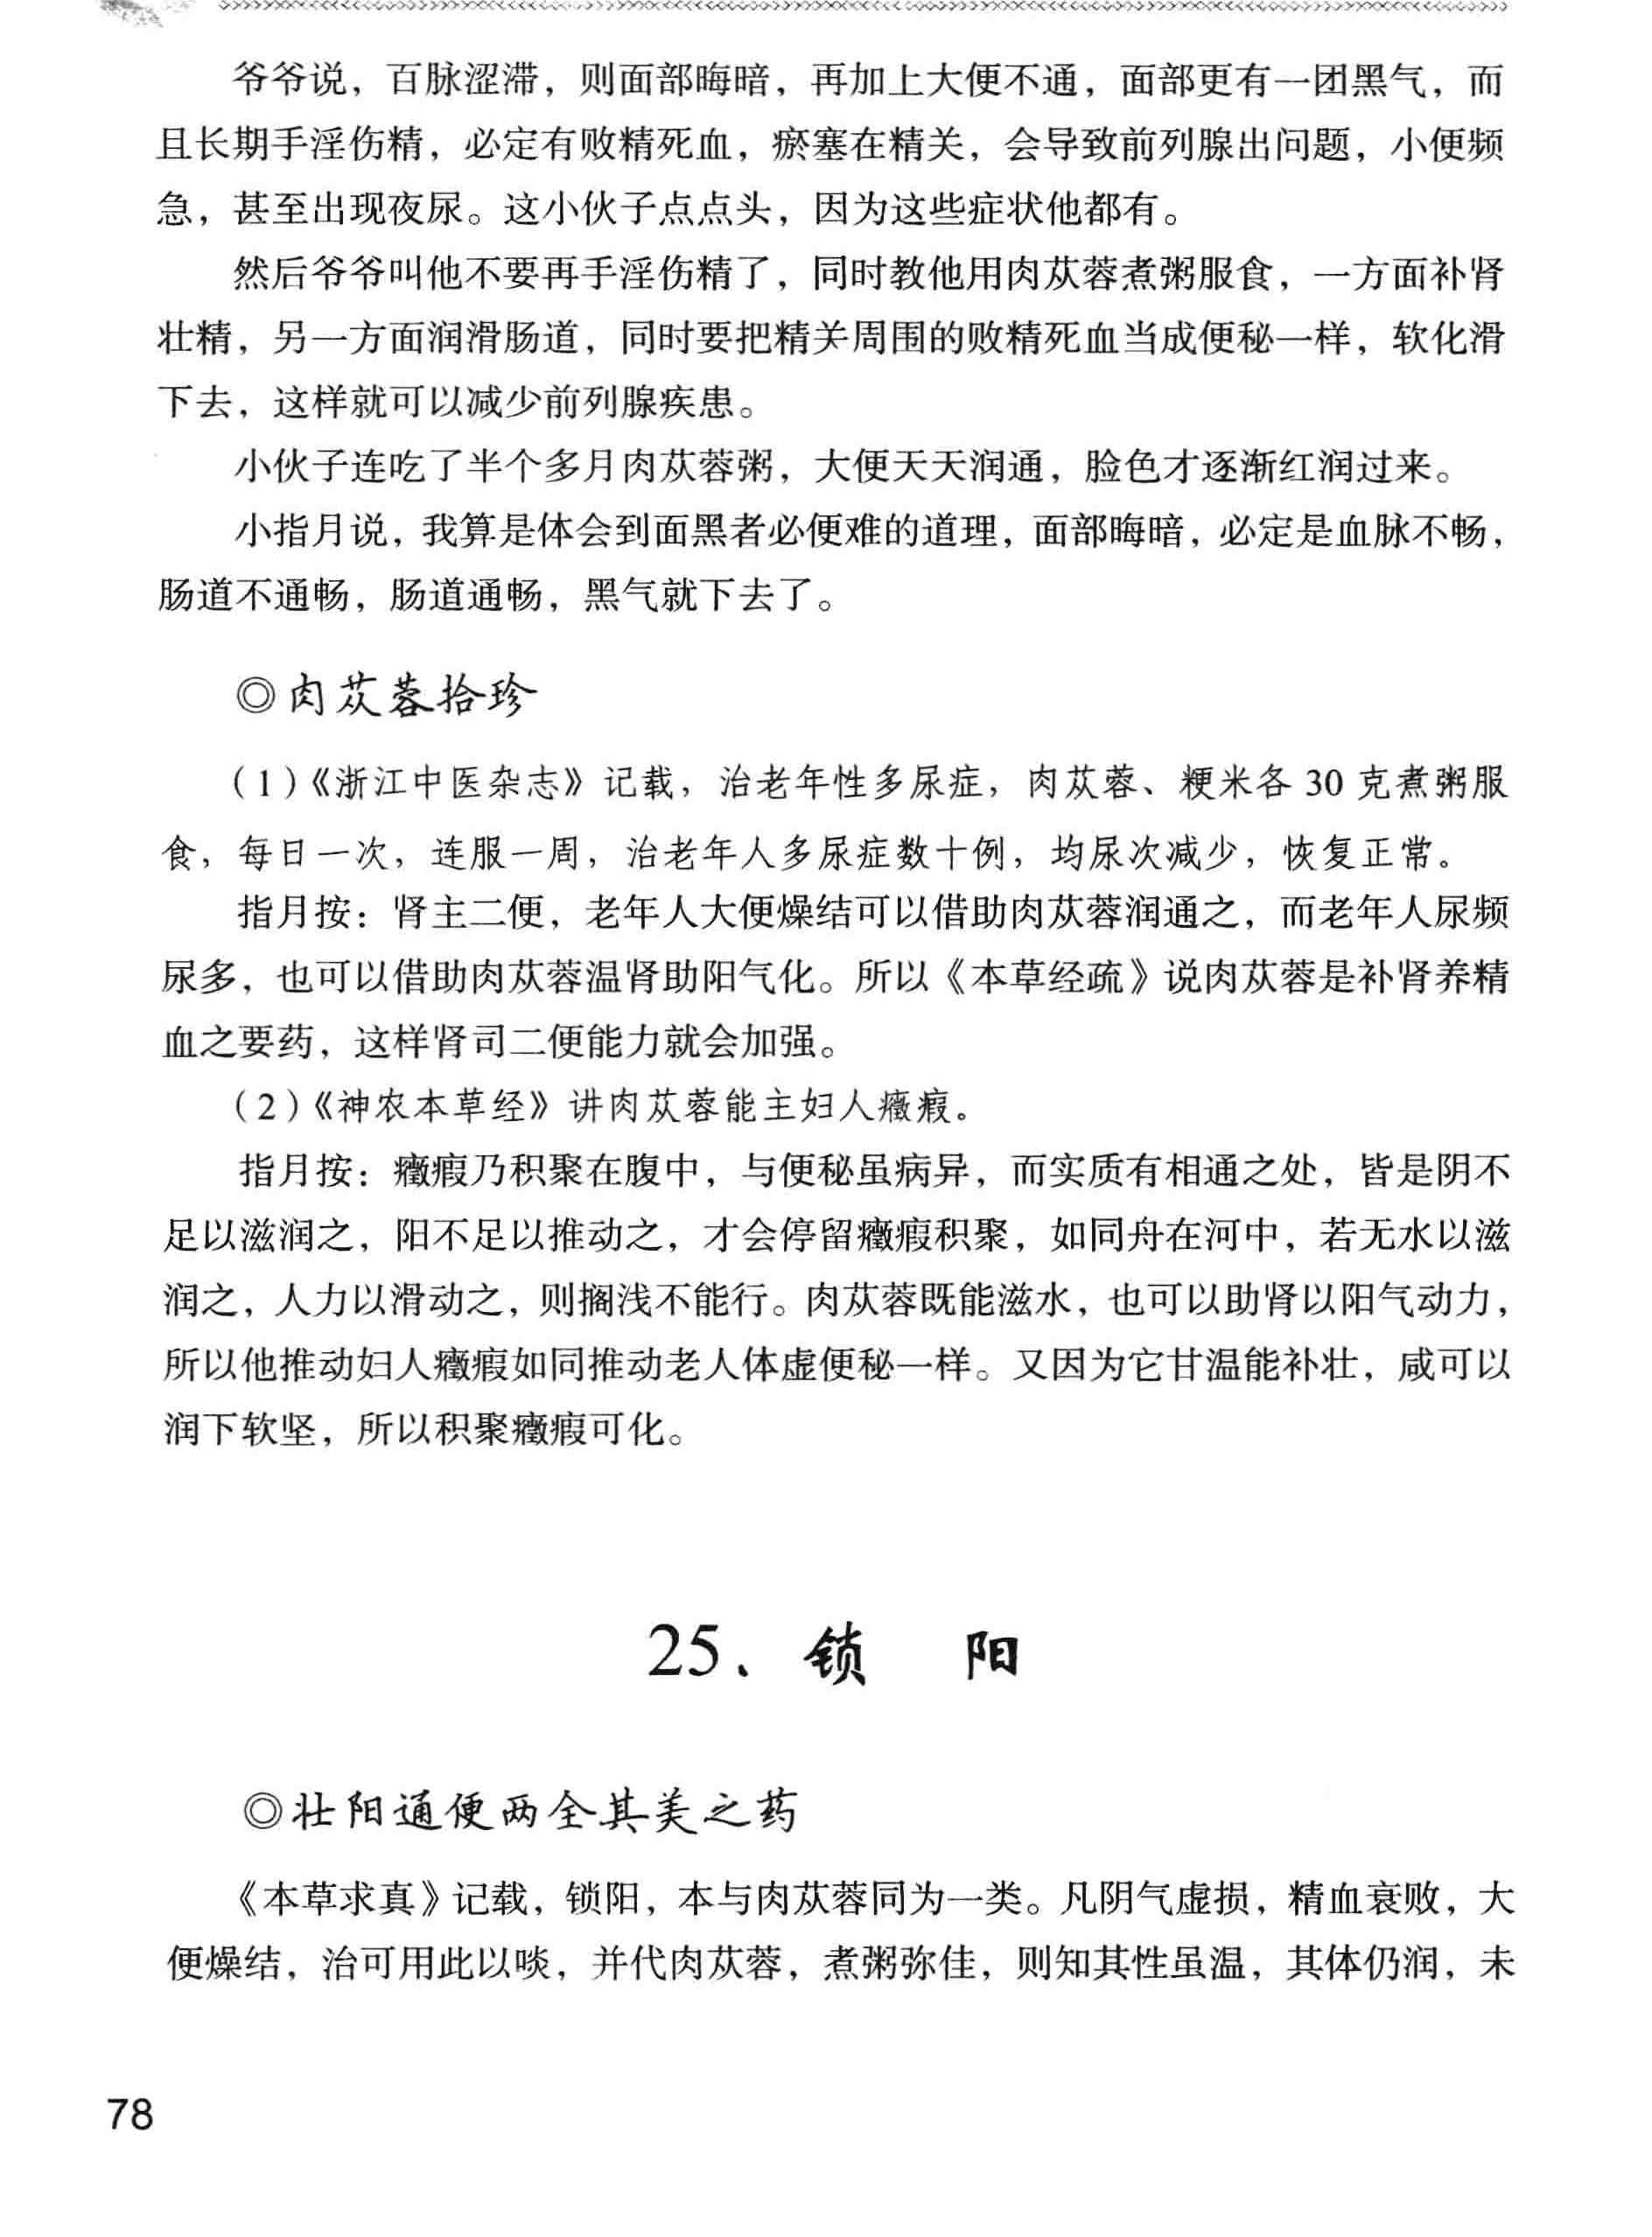 爷爷说，百脉涩滞，则面部晦暗，再加上大便不通，面部更有一团黑气，而
且长期手淫伤精，必定有败精死血，瘀塞在精关，会导致前列腺出问题，小便频
急，甚至出现夜尿。这小伙子点点头，因为这些症状他都有。
然后爷爷叫他不要再手淫伤精了，同时教他用肉苁蓉煮粥服食，一方面补肾
壮精，另一方面润滑肠道，同时要把精关周围的败精死血当成便秘一样，软化滑
下去，这样就可以减少前列腺疾患。
小伙子连吃了半个多月肉苁蓉粥，大便天天润通，脸色才逐渐红润过来。
小指月说，我算是体会到面黑者必便难的道理，面部晦暗，必定是血脉不畅，
肠道不通畅，肠道通畅，黑气就下去了。
◎肉苁蓉拾珍
（1）《浙江中医杂志》记载，治老年性多尿症，肉苁蓉、粳米各 30 克煮粥服
食，每日一次，连服一周，治老年人多尿症数十例，均尿次减少，恢复正常。
指月按：肾主二便，老年人大便燥结可以借助肉苁蓉润通之，而老年人尿频
尿多，也可以借助肉苁蓉温肾助阳气化。所以《本草经疏》说肉苁蓉是补肾养精
血之要药，这样肾司二便能力就会加强。
（2）《神农本草经》讲肉苁蓉能主妇人癥瘕。
指月按：癥瘕乃积聚在腹中，与便秘虽病异，而实质有相通之处，皆是阴不
足以滋润之，阳不足以推动之，才会停留癥瘕积聚，如同舟在河中，若无水以滋
润之，人力以滑动之，则搁浅不能行。肉苁蓉既能滋水，也可以助肾以阳气动力，
所以他推动妇人癥瘕如同推动老人体虚便秘一样。又因为它甘温能补壮，咸可以
润下软坚，所以积聚癥瘕可化。
25、锁　阳
◎壮阳通便两全其美之药
《本草求真》记载，锁阳，本与肉苁蓉同为一类。凡阴气虚损，精血衰败，大
便燥结，治可用此以啖，并代肉苁蓉，煮粥弥佳，则知其性虽温，其体仍润，未
78